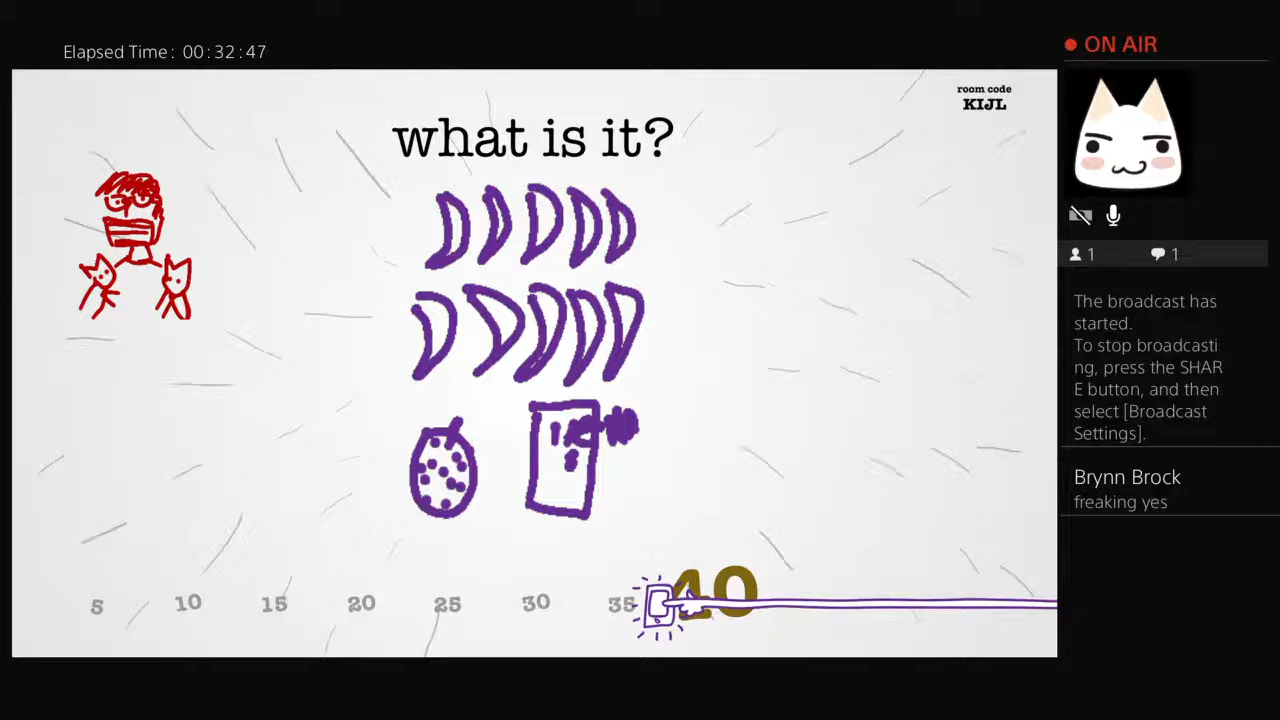 Elapsed Time: 00:32:47
ON AIR
room code
KIJL
what is it?
1
1
The broadcast has
started.
To stop broadcasti
ng, press the SHAR
E button, and then
select [Broadcast
Settings].
Brynn Brock
freaking yes
5
10
15
20
25
30
35
40